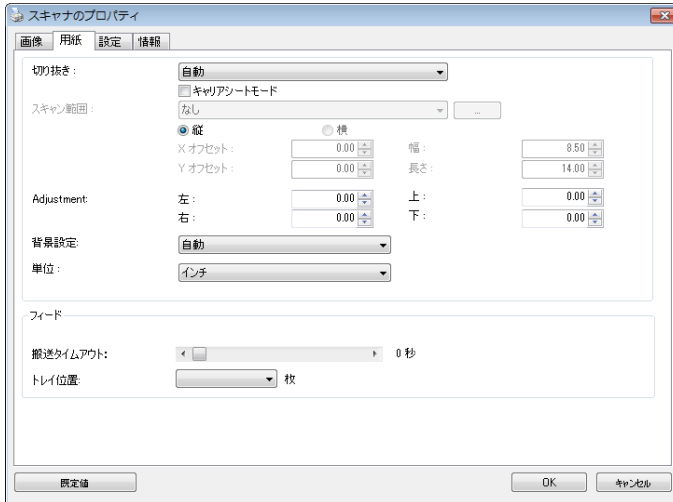 スキャナのプロパティ
画像 用紙 設定 情報
切り抜き： 自動
キャリアシートモード
スキャン範囲： なし ...
縦 横
X オフセット： 0.00 幅： 8.50
Y オフセット： 0.00 長さ： 14.00
Adjustment: 左： 0.00 上： 0.00
右： 0.00 下： 0.00
背景設定: 自動
単位： インチ
フィード
搬送タイムアウト: 0 秒
トレイ位置: 枚
既定値 OK キャンセル